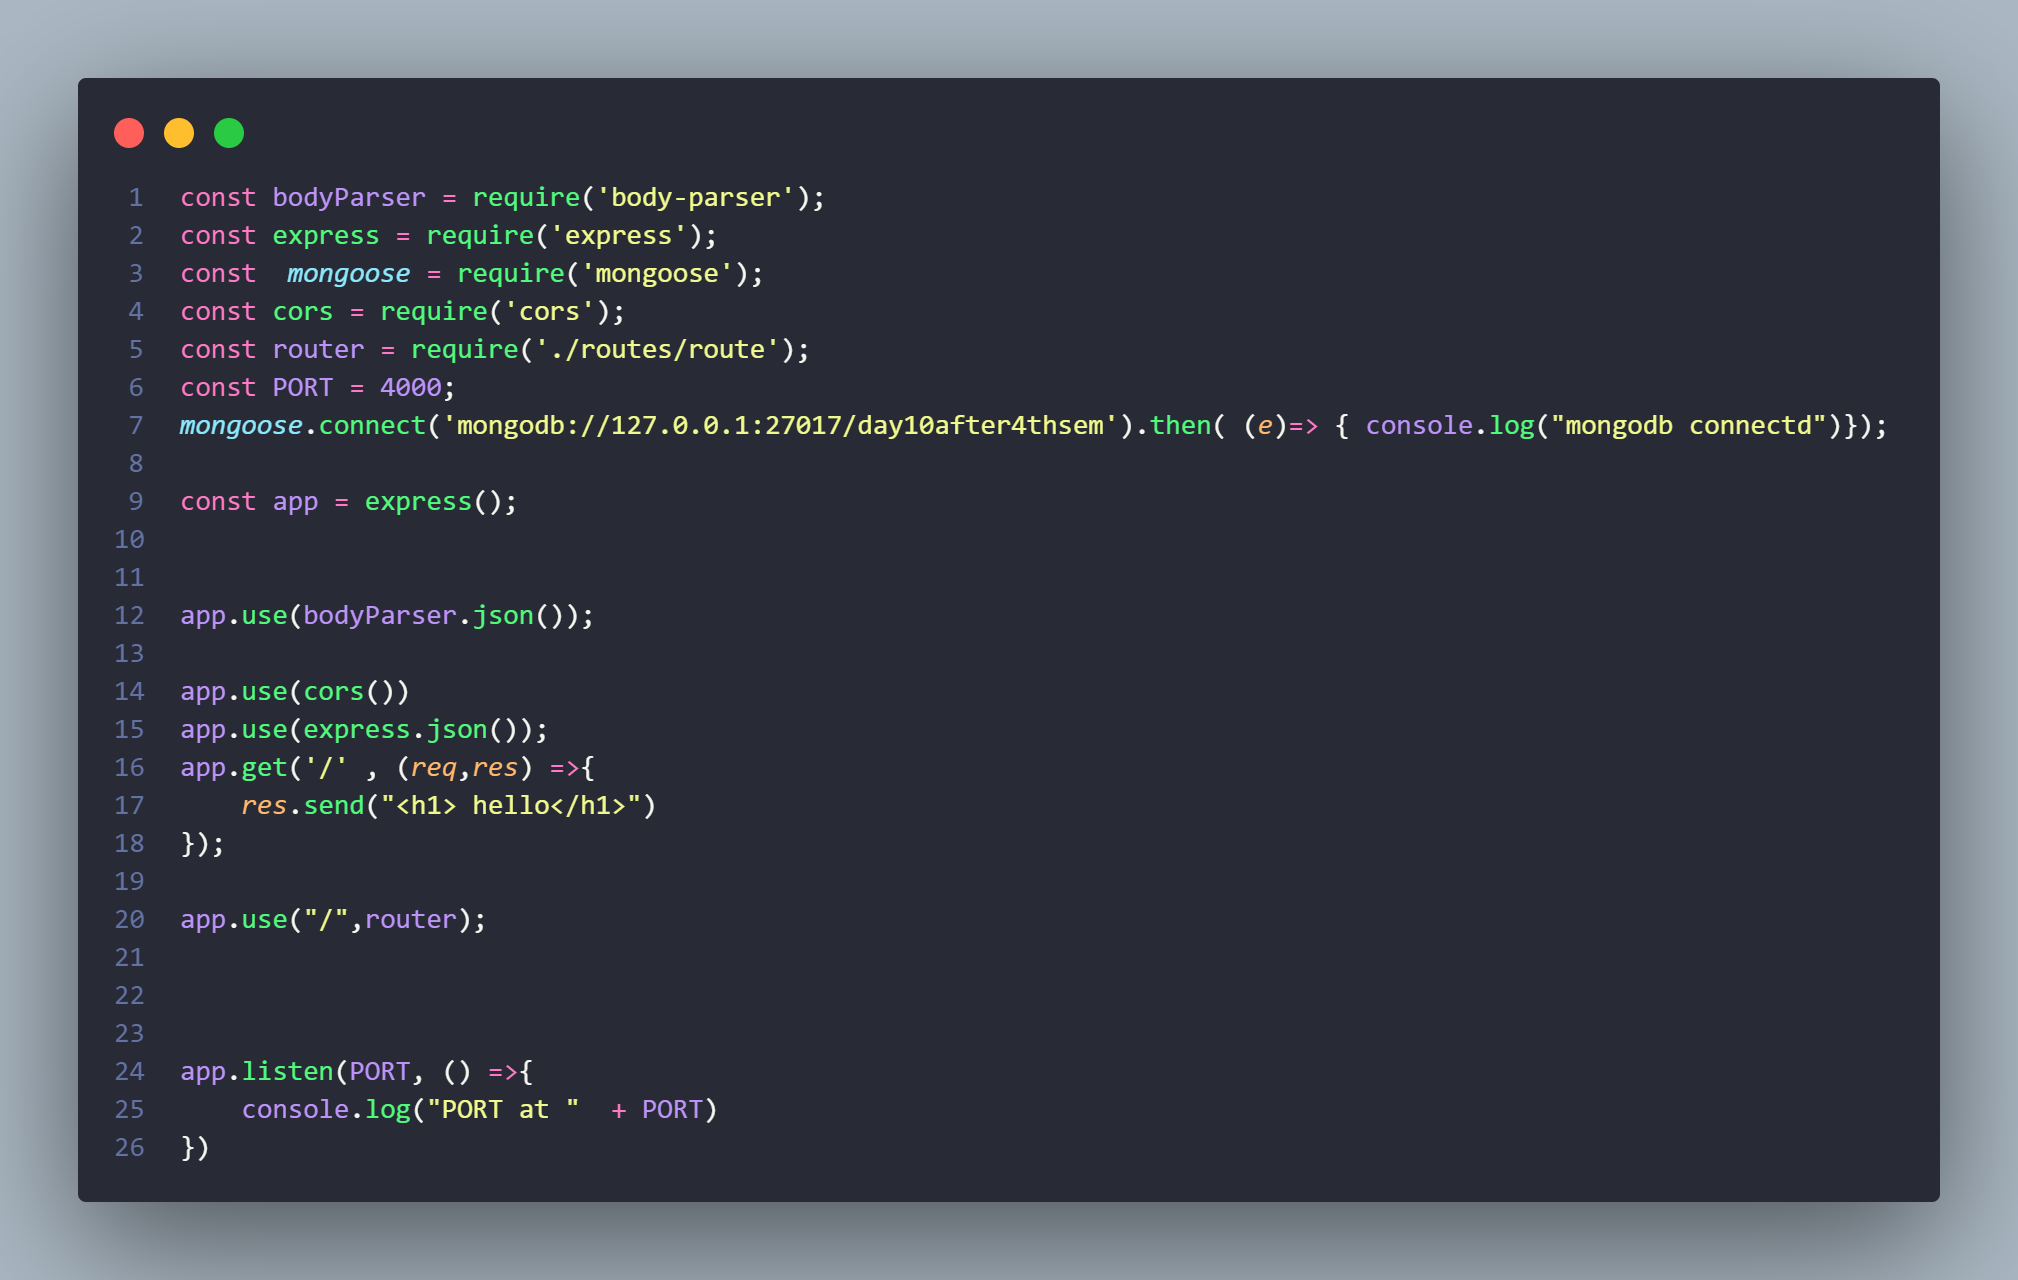 1 const bodyParser = require('body-parser');
2 const express = require('express');
3 const  mongoose = require('mongoose');
4 const cors = require('cors');
5 const router = require('./routes/route');
6 const PORT = 4000;
7 mongoose.connect('mongodb://127.0.0.1:27017/day10after4thsem').then( (e)=> { console.log("mongodb connectd")});
8
9 const app = express();
10
11
12 app.use(bodyParser.json());
13
14 app.use(cors())
15 app.use(express.json());
16 app.get('/' , (req,res) =>{
17     res.send("<h1> hello</h1>")
18 });
19
20 app.use("/",router);
21
22
23
24 app.listen(PORT, () =>{
25     console.log("PORT at "  + PORT)
26 })